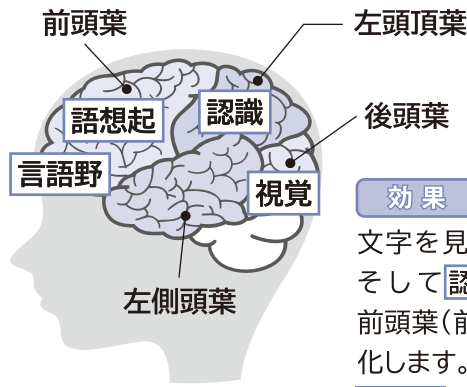 前頭葉
左頭頂葉
語想起
認識
後頭葉
言語野
視覚
左側頭葉
効果
文字を見
そして認
前頭葉(前
化します。